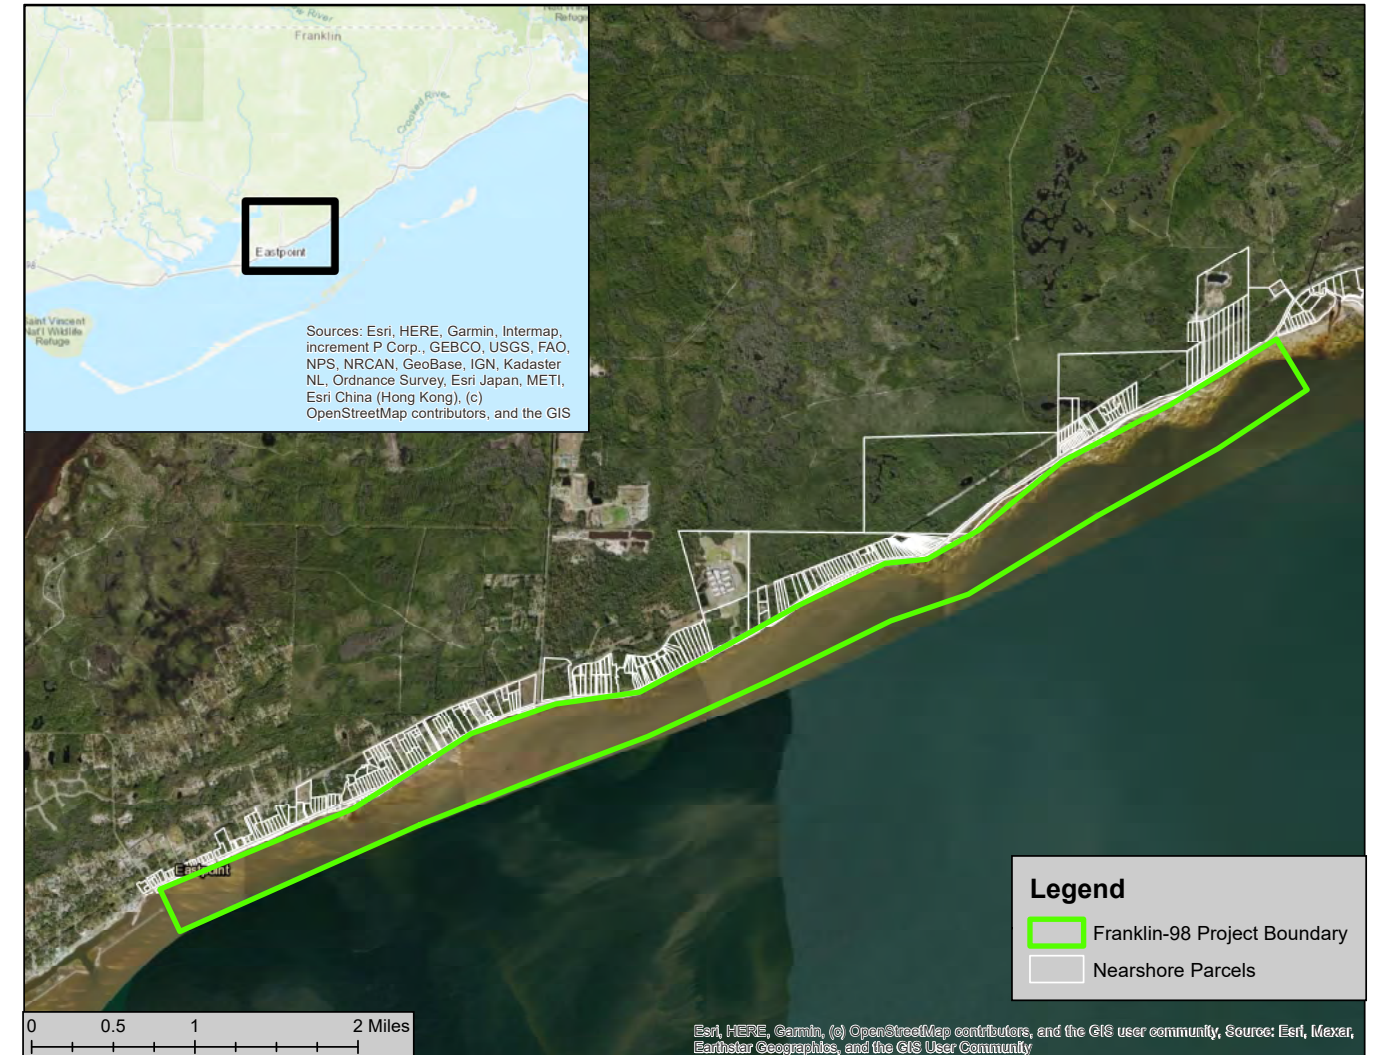 Franklin
Crooked River
Eastpoint
Saint Vincent
Nat'l Wildlife
Refuge
Refuge
Sources: Esri, HERE, Garmin, Intermap,
increment P Corp., GEBCO, USGS, FAO,
NPS, NRCAN, GeoBase, IGN, Kadaster
NL, Ordnance Survey, Esri Japan, METI,
Esri China (Hong Kong), (c)
OpenStreetMap contributors, and the GIS
Eastpoint
Legend
Franklin-98 Project Boundary
Nearshore Parcels
0 0.5 1 2 Miles
Esri, HERE, Garmin, (c) OpenStreetMap contributors, and the GIS user community, Source: Esri, Maxar,
Earthstar Geographics, and the GIS User Community